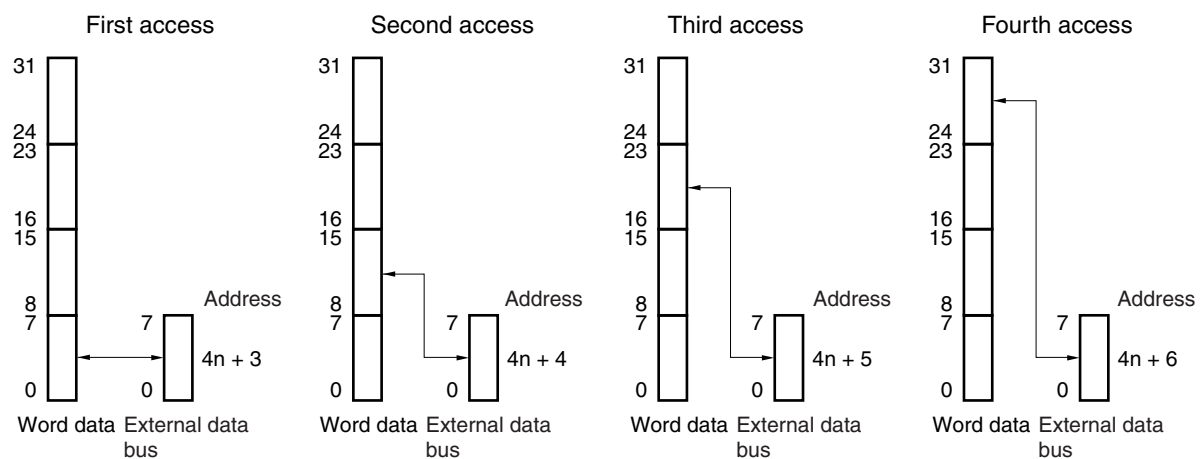 First access
31
24
23
16
15
8
7
0
Address
7
4n + 3
0
Word data
External data
bus
Second access
31
24
23
16
15
8
7
0
Address
7
4n + 4
0
Word data
External data
bus
Third access
31
24
23
16
15
8
7
0
Address
7
4n + 5
0
Word data
External data
bus
Fourth access
31
24
23
16
15
8
7
0
Address
7
4n + 6
0
Word data
External data
bus